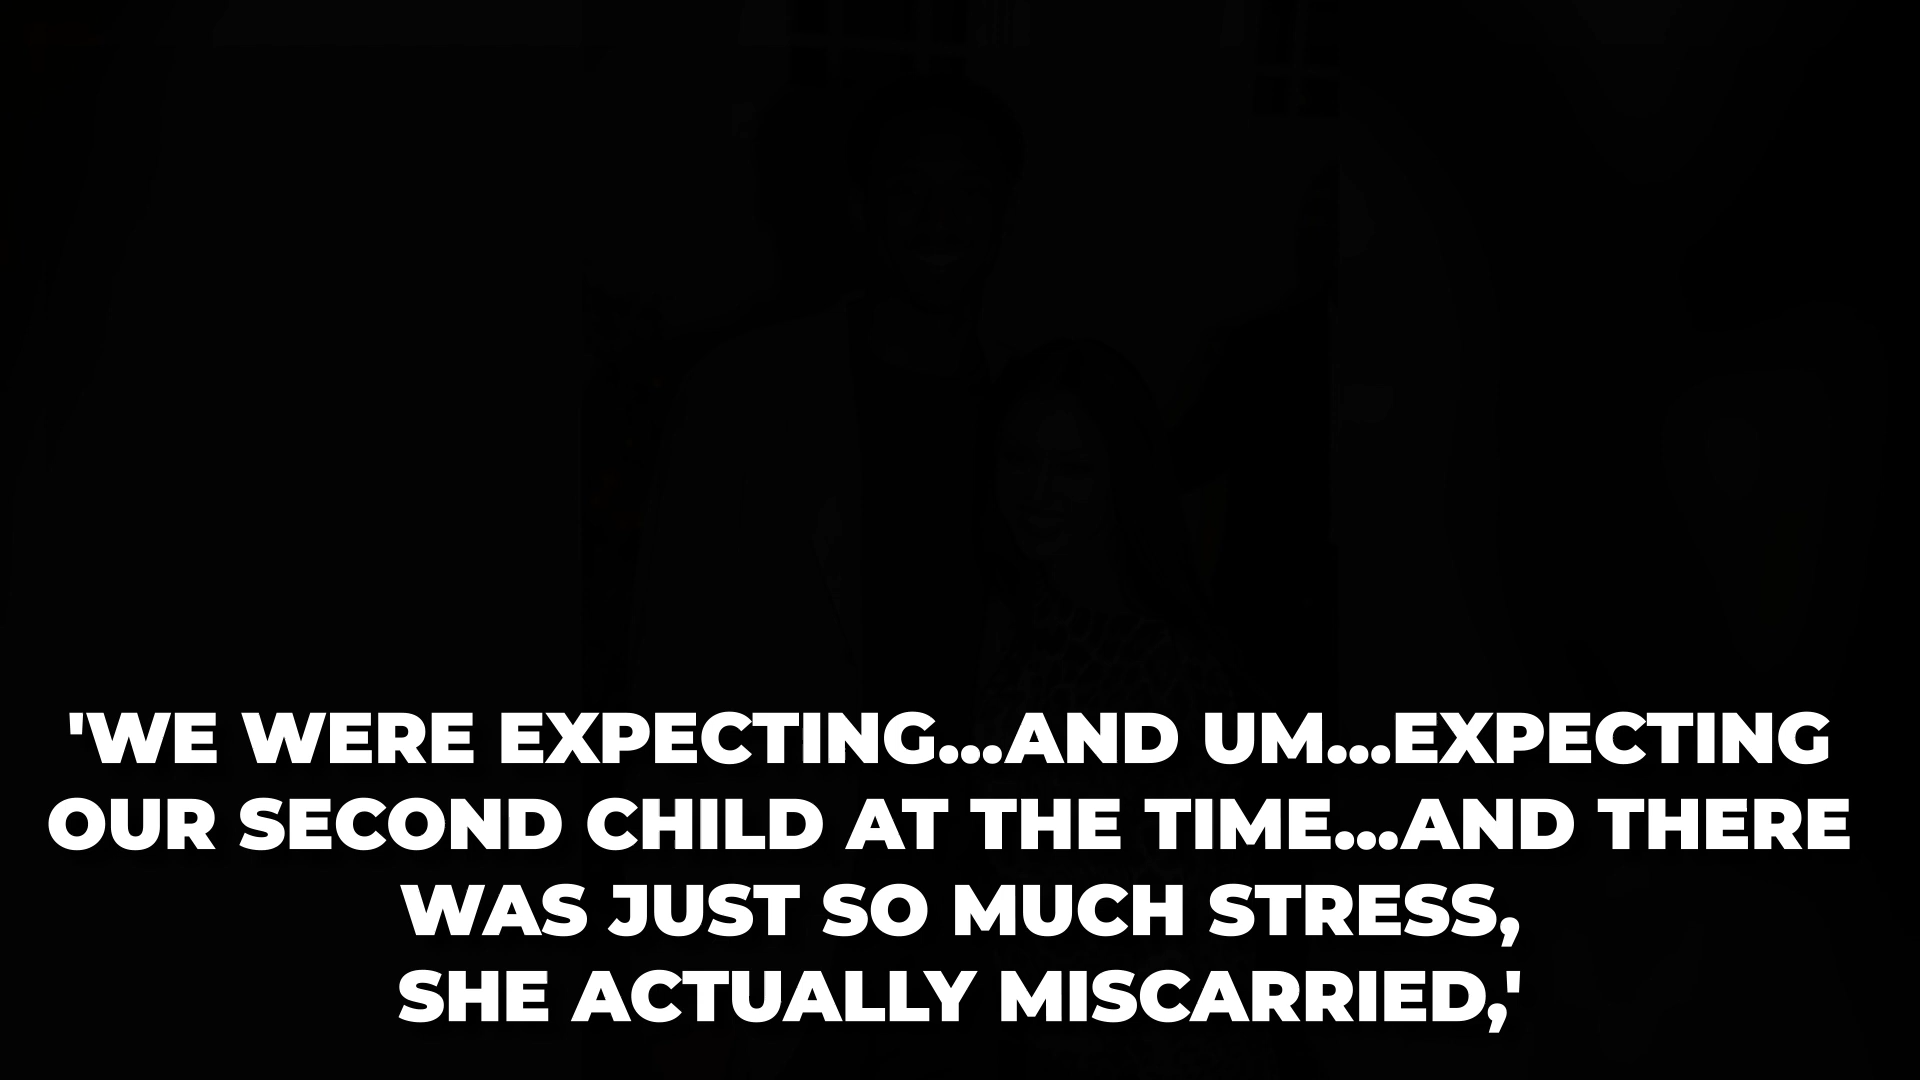 'WE WERE EXPECTING...AND UM...EXPECTING
OUR SECOND CHILD AT THE TIME...AND THERE
WAS JUST SO MUCH STRESS,
SHE ACTUALLY MISCARRIED,'